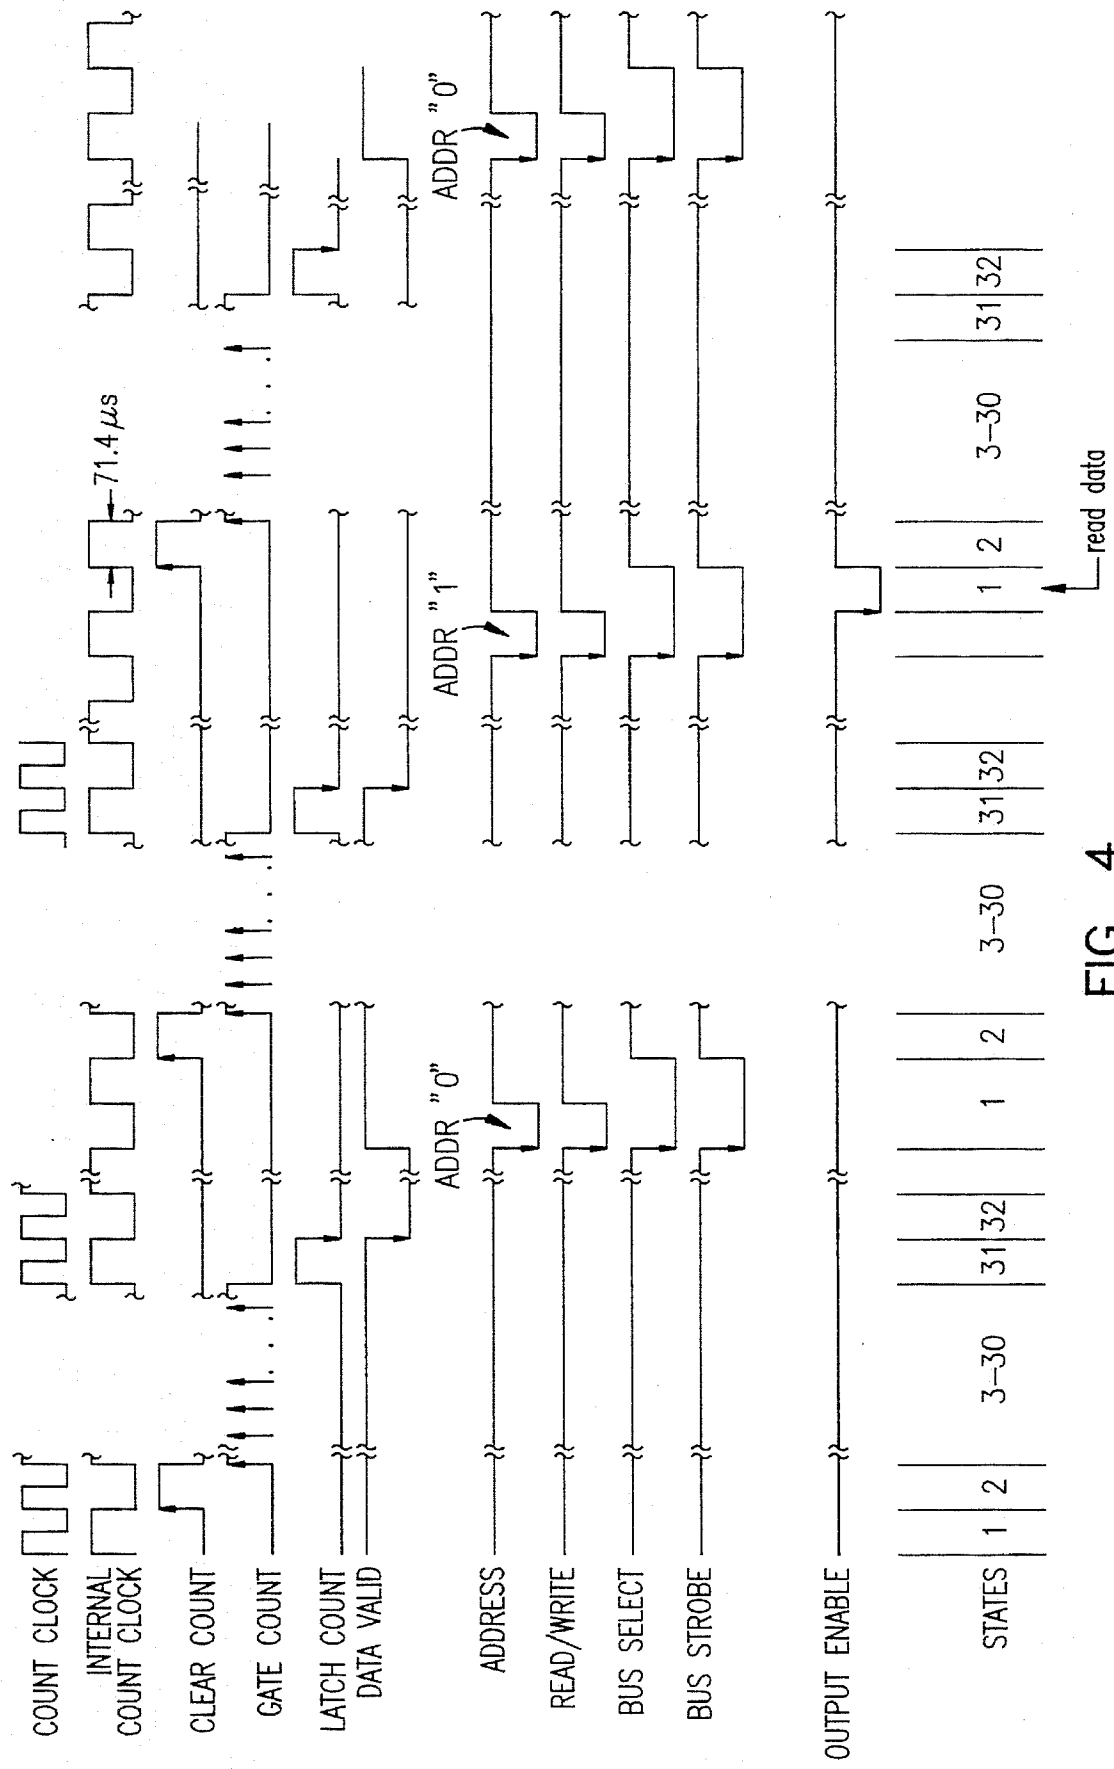 COUNT CLOCK
INTERNAL
COUNT CLOCK
71.4 μs
CLEAR COUNT
GATE COUNT
LATCH COUNT
DATA VALID
ADDR "0"
ADDR "1"
ADDR "0"
ADDRESS
READ/WRITE
BUS SELECT
BUS STROBE
OUTPUT ENABLE
STATES 1 2 3-30 31 32 1 2 3-30 31 32 1 2 3-30 31 32
read data
FIG 4